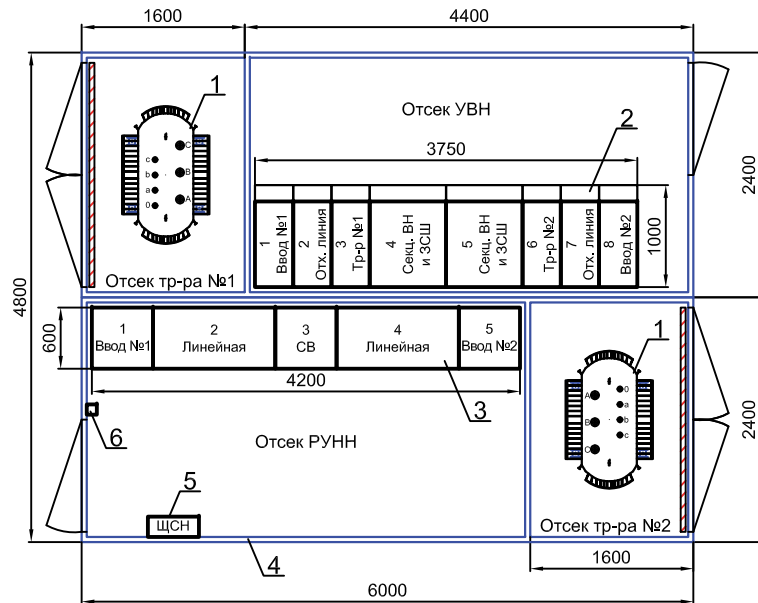 1600
4400
1
Отсек УВН
2
3750
C
B
A
c
b
a
0
1
Ввод №1
2
Отх. линия
3
Тр-р №1
4
Секц. ВН
и ЗСШ
5
Секц. ВН
и ЗСШ
6
Тр-р №2
7
Отх. линия
8
Ввод №2
1000
2400
Отсек тр-ра №1
4800
600
1
Ввод №1
2
Линейная
3
СВ
4
Линейная
5
Ввод №2
4200
3
1
A
B
C
0
a
b
c
2400
6
Отсек РУНН
5
ЩСН
Отсек тр-ра №2
4
1600
6000